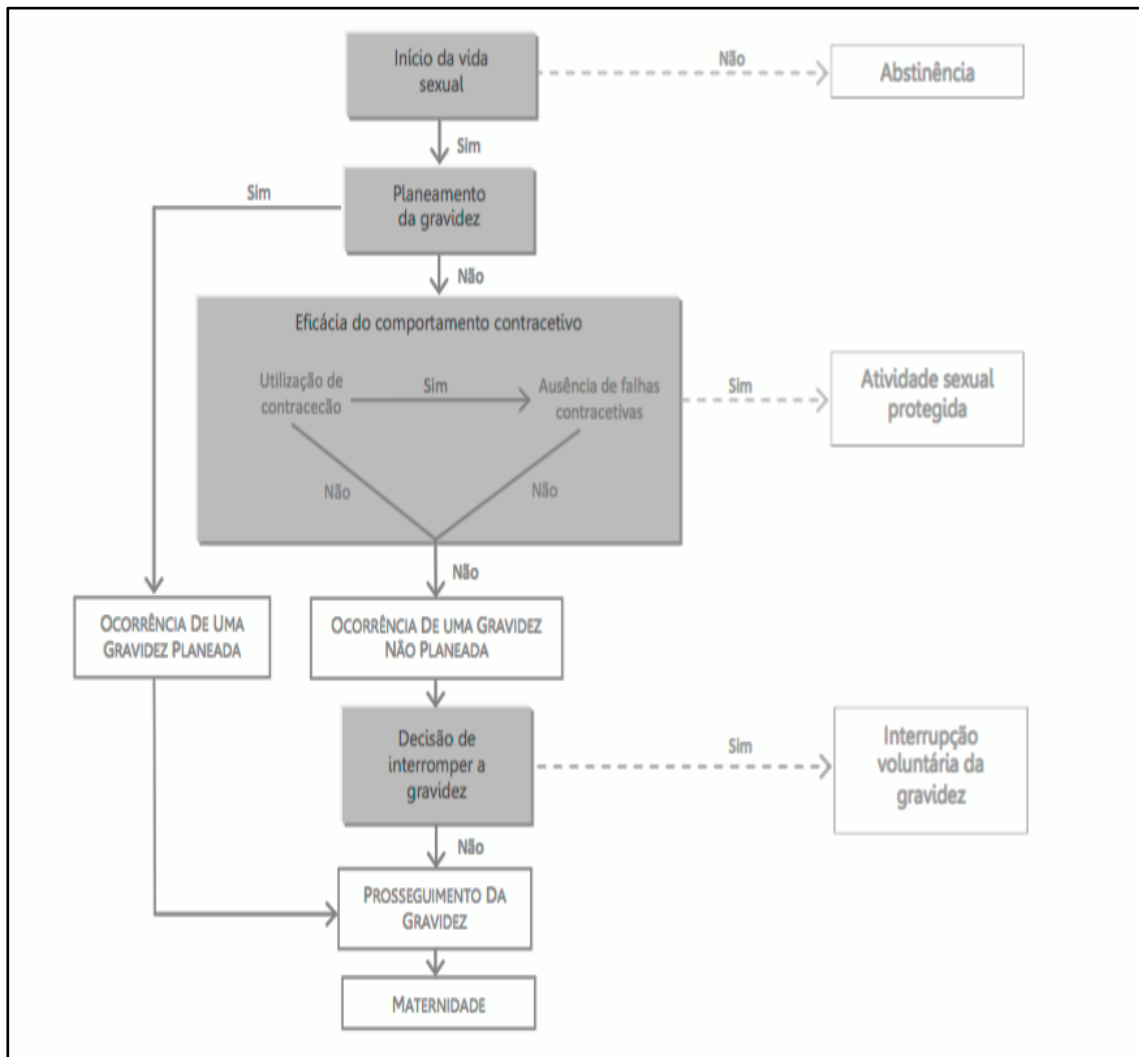 Início da vida
sexual
Não
Abstinência
Sim
Sim
Planeamento
da gravidez
Não
Eficácia do comportamento contracetivo
Utilização de
contracecão
Sim
Ausência de falhas
contracetivas
Sim
Atividade sexual
protegida
Não
Não
Não
OCORRÊNCIA DE UMA
GRAVIDEZ PLANEADA
OCORRÊNCIA DE UMA GRAVIDEZ
NÃO PLANEADA
Decisão de
interromper a
gravidez
Sim
Interrupção
voluntária da
gravidez
Não
PROSSEGUIMENTO DA
GRAVIDEZ
MATERNIDADE